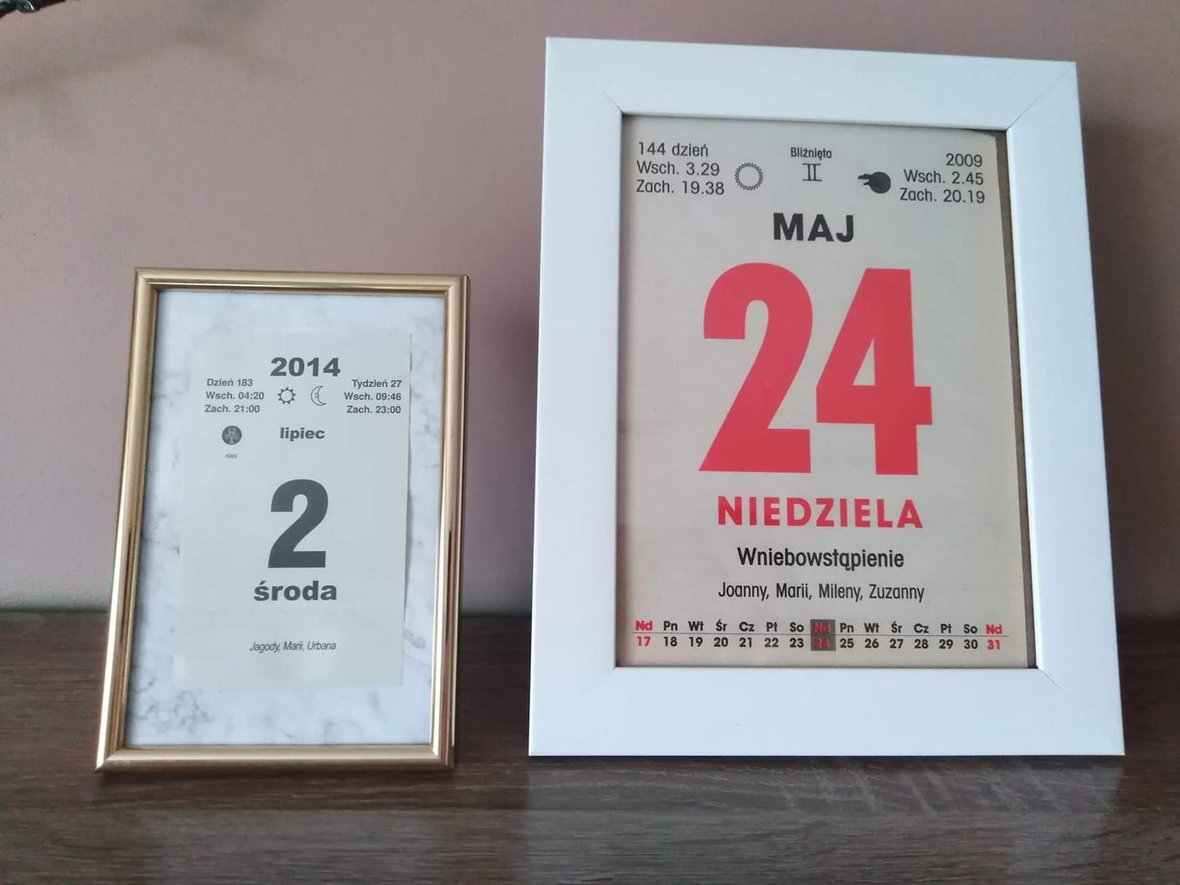 2014
Dzień 183
Wsch. 04:20
Zach. 21:00
Tydzień 27
Wsch. 09:46
Zach. 23:00
RAK
lipiec
2
środa
Jagody, Marii, Urbana
144 dzień
Wsch. 3.29
Zach. 19.38
Bliźnięta
2009
Wsch. 2.45
Zach. 20.19
MAJ
24
NIEDZIELA
Wniebowstąpienie
Joanny, Marii, Mileny, Zuzanny
Nd Pn Wt Śr Cz Pt So Nd Pn Wt Śr Cz Pt So Nd
17 18 19 20 21 22 23 24 25 26 27 28 29 30 31